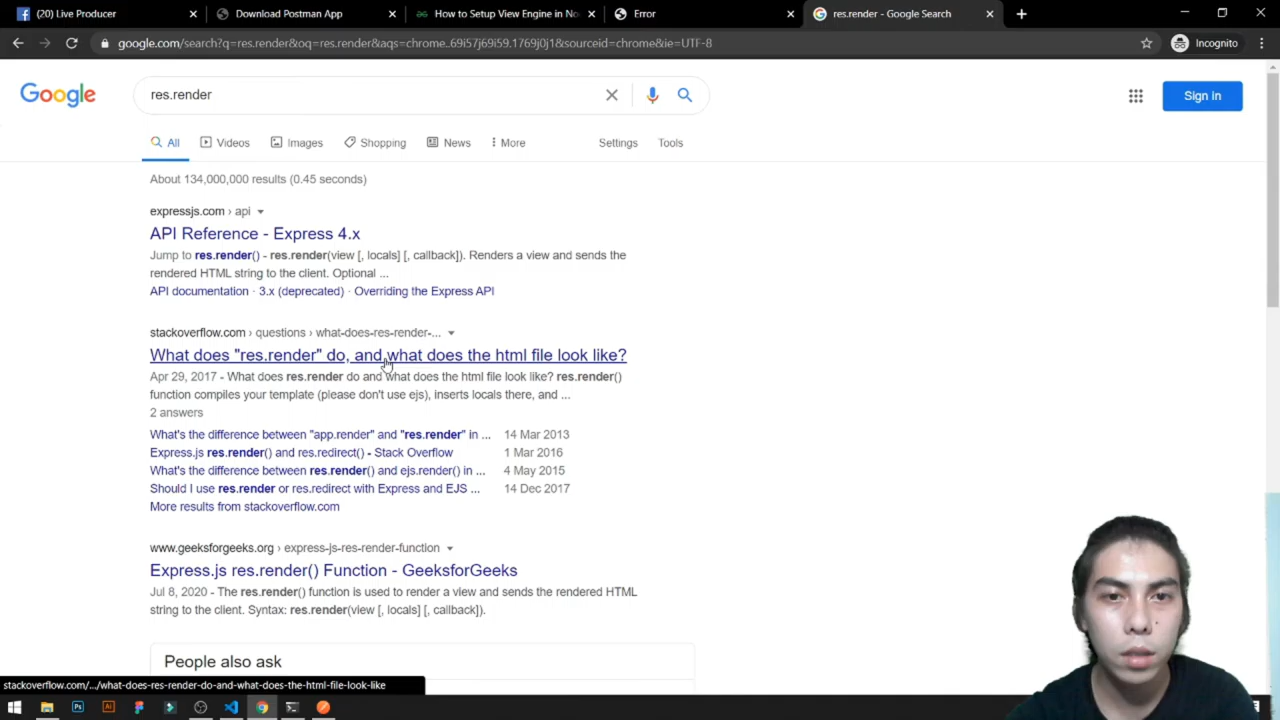 (20) Live Producer
Download Postman App
How to Setup View Engine in No
Error
res.render - Google Search
google.com/search?q=res.render&oq=res.render&aqs=chrome..69i57j69i59.1769j0j1&sourceid=chrome&ie=UTF-8
Incognito
Google
res.render
Sign in
All
Videos
Images
Shopping
News
More
Settings
Tools
About 134,000,000 results (0.45 seconds)
expressjs.com › api
API Reference - Express 4.x
Jump to res.render() - res.render(view [, locals] [, callback]). Renders a view and sends the
rendered HTML string to the client. Optional ...
API documentation · 3.x (deprecated) · Overriding the Express API
stackoverflow.com › questions › what-does-res-render-...
What does "res.render" do, and what does the html file look like?
Apr 29, 2017 - What does res.render do and what does the html file look like? res.render()
function compiles your template (please don't use ejs), inserts locals there, and ...
2 answers
What's the difference between "app.render" and "res.render" in ... 14 Mar 2013
Express.js res.render() and res.redirect() - Stack Overflow 1 Mar 2016
What's the difference between res.render() and ejs.render() in ... 4 May 2015
Should I use res.render or res.redirect with Express and EJS ... 14 Dec 2017
More results from stackoverflow.com
www.geeksforgeeks.org › express-js-res-render-function
Express.js res.render() Function - GeeksforGeeks
Jul 8, 2020 - The res.render() function is used to render a view and sends the rendered HTML
string to the client. Syntax: res.render(view [, locals] [, callback]).
People also ask
stackoverflow.com/.../what-does-res-render-do-and-what-does-the-html-file-look-like
Ps
Ai